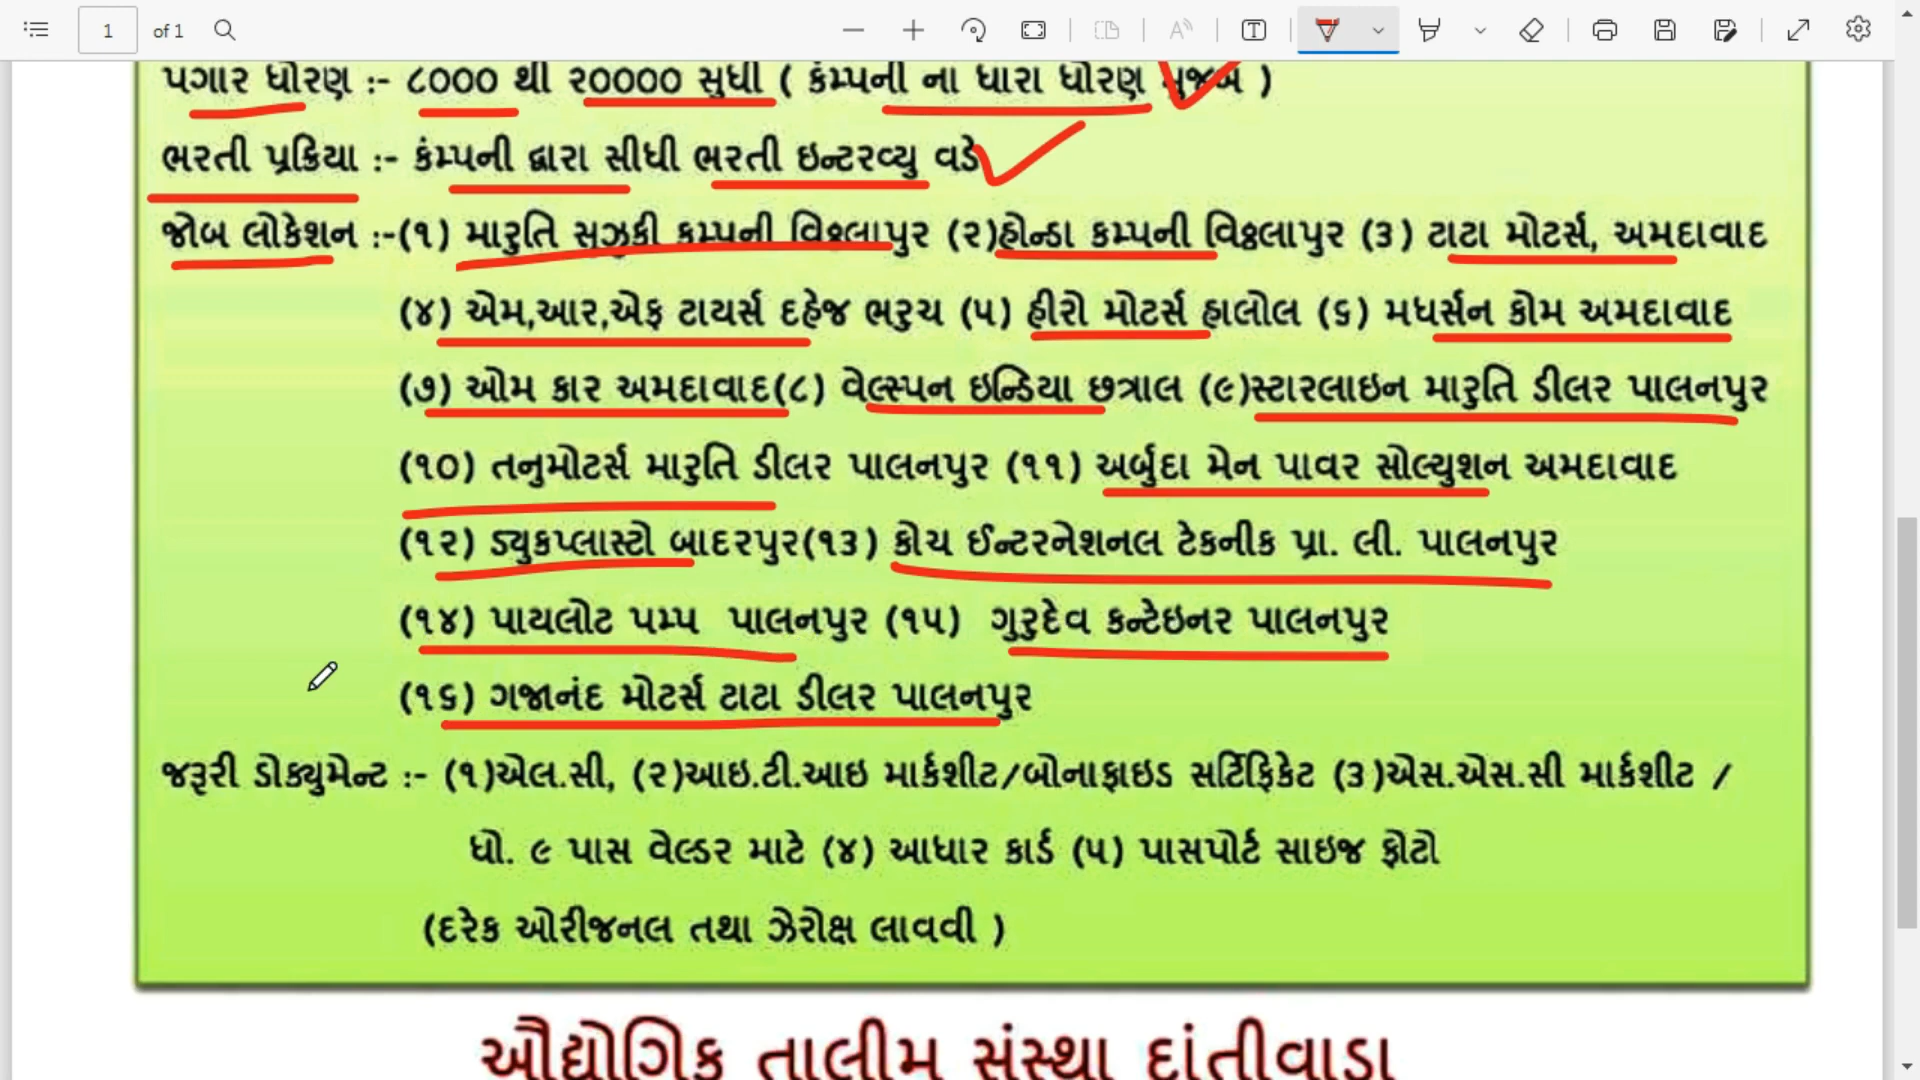 1 of 1
પગાર ધોરણ :- ૮૦૦૦ થી ૨૦૦૦૦ સુધી ( કંમ્પની ના ધારા ધોરણ મુજબ )
ભરતી પ્રક્રિયા :- કંમ્પની દ્વારા સીધી ભરતી ઇન્ટરવ્યુ વડે
જોબ લોકેશન :-(૧) મારુતિ સુઝુકી કમ્પની વિઠ્ઠલાપુર (૨)હોન્ડા કમ્પની વિઠ્ઠલાપુર (૩) ટાટા મોટર્સ, અમદાવાદ
(૪) એમ,આર,એફ ટાયર્સ દહેજ ભરુચ (૫) હીરો મોટર્સ હાલોલ (૬) મધર્સન કોમ અમદાવાદ
(૭) ઓમ કાર અમદાવાદ(૮) વેલ્સ્પન ઇન્ડિયા છત્રાલ (૯)સ્ટારલાઇન મારુતિ ડીલર પાલનપુર
(૧૦) તનુમોટર્સ મારુતિ ડીલર પાલનપુર (૧૧) અર્બુદા મેન પાવર સોલ્યુશન અમદાવાદ
(૧૨) ડ્યુકપ્લાસ્ટો બાદરપુર(૧૩) કોચ ઈન્ટરનેશનલ ટેકનીક પ્રા. લી. પાલનપુર
(૧૪) પાયલોટ પમ્પ પાલનપુર (૧૫) ગુરુદેવ કન્ટેઇનર પાલનપુર
(૧૬) ગજાનંદ મોટર્સ ટાટા ડીલર પાલનપુર
જરૂરી ડોક્યુમેન્ટ :- (૧)એલ.સી, (૨)આઇ.ટી.આઇ માર્કશીટ/બોનાફાઇડ સર્ટિફિકેટ (૩)એસ.એસ.સી માર્કશીટ /
ધો. ૯ પાસ વેલ્ડર માટે (૪) આધાર કાર્ડ (૫) પાસપોર્ટ સાઇજ ફોટો
(દરેક ઓરીજનલ તથા ઝેરોક્ષ લાવવી )
ઔદ્યોગિક તાલીમ સંસ્થા દાંતીવાડા